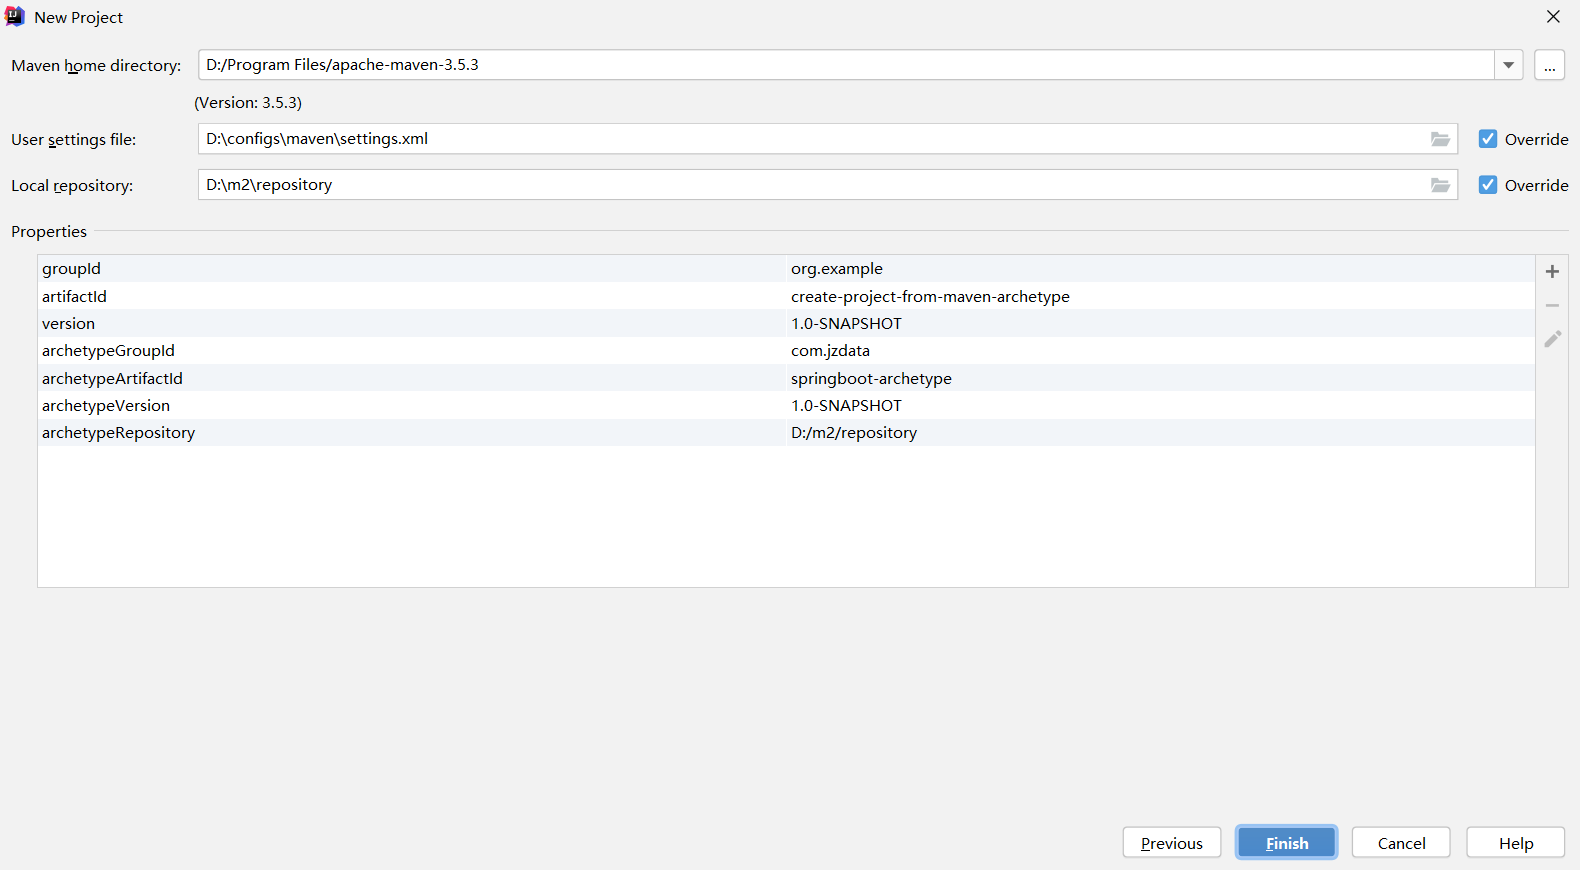 New Project
Maven home directory: D:/Program Files/apache-maven-3.5.3 ...
(Version: 3.5.3)
User settings file: D:\configs\maven\settings.xml Override
Local repository: D:\m2\repository Override
Properties
groupId org.example
artifactId create-project-from-maven-archetype
version 1.0-SNAPSHOT
archetypeGroupId com.jzdata
archetypeArtifactId springboot-archetype
archetypeVersion 1.0-SNAPSHOT
archetypeRepository D:/m2/repository
Previous Finish Cancel Help